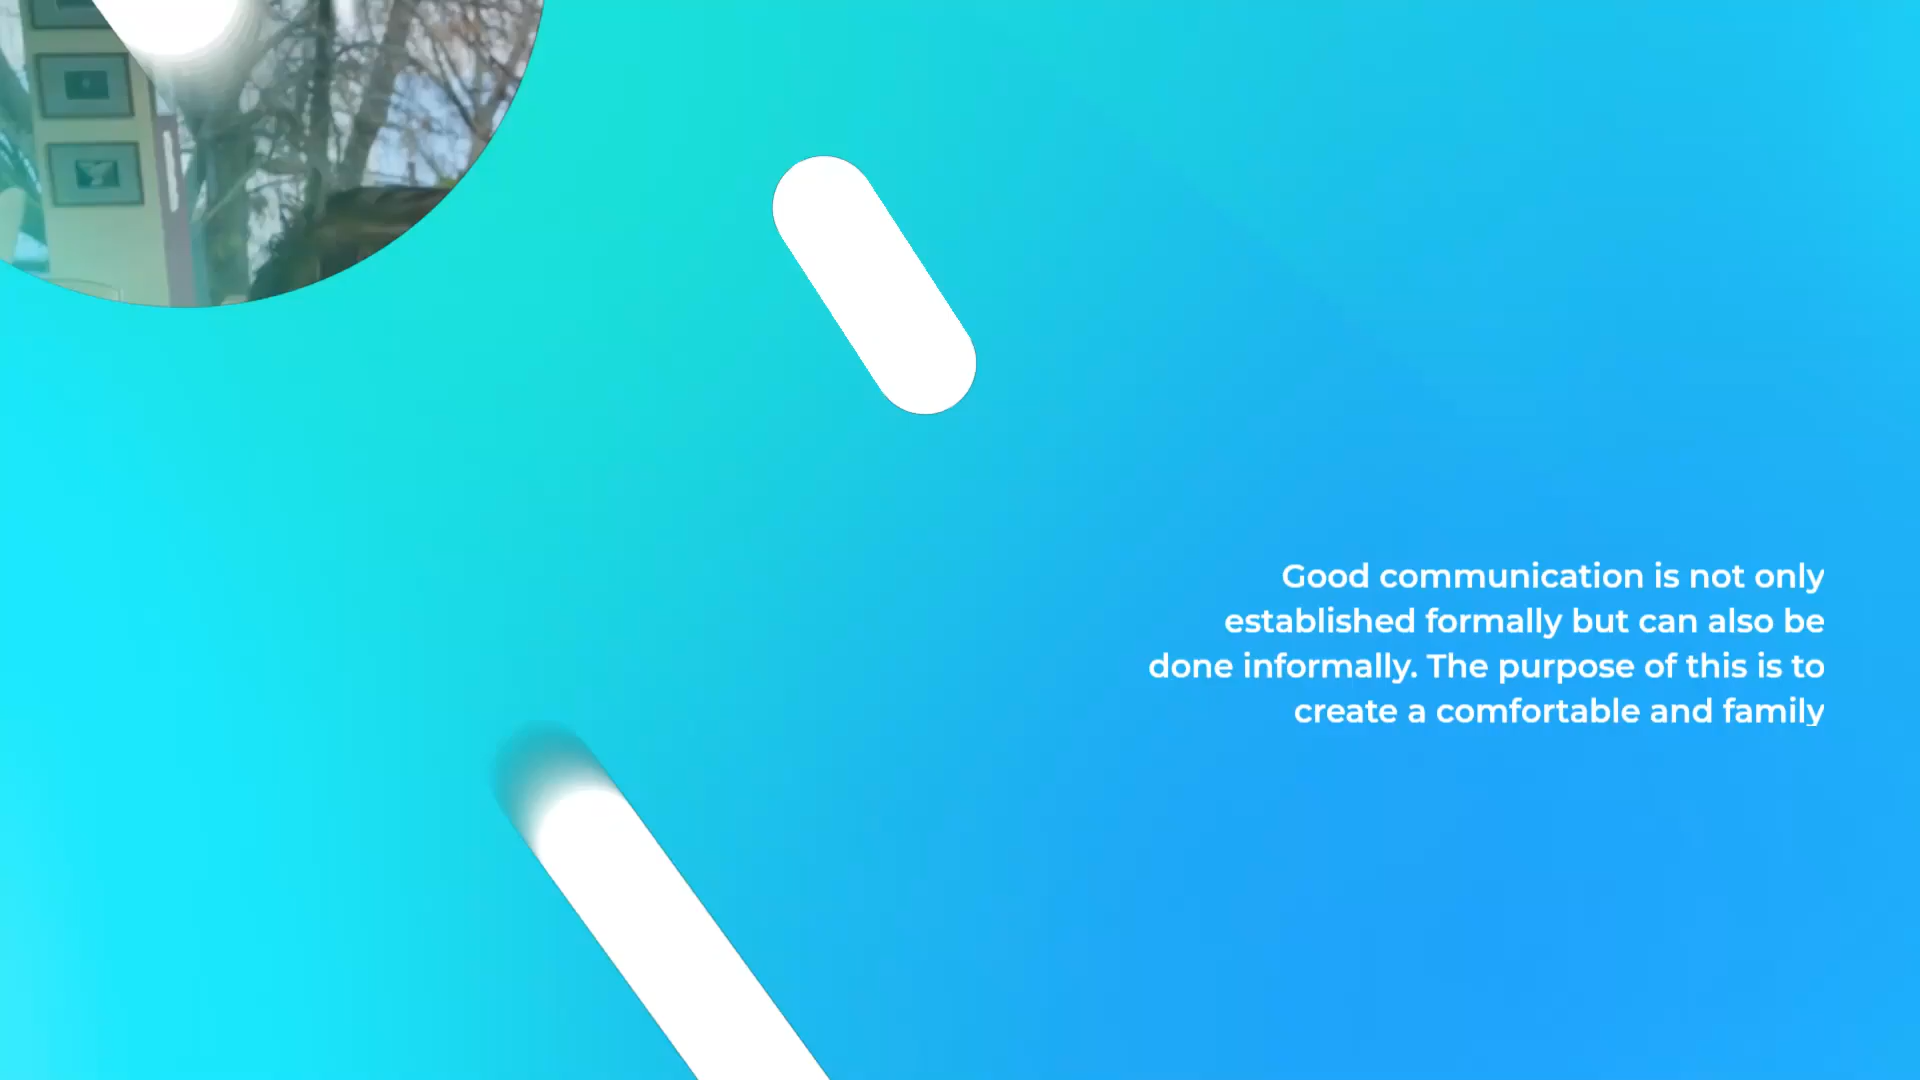 Good communication is not only
established formally but can also be
done informally. The purpose of this is to
create a comfortable and family